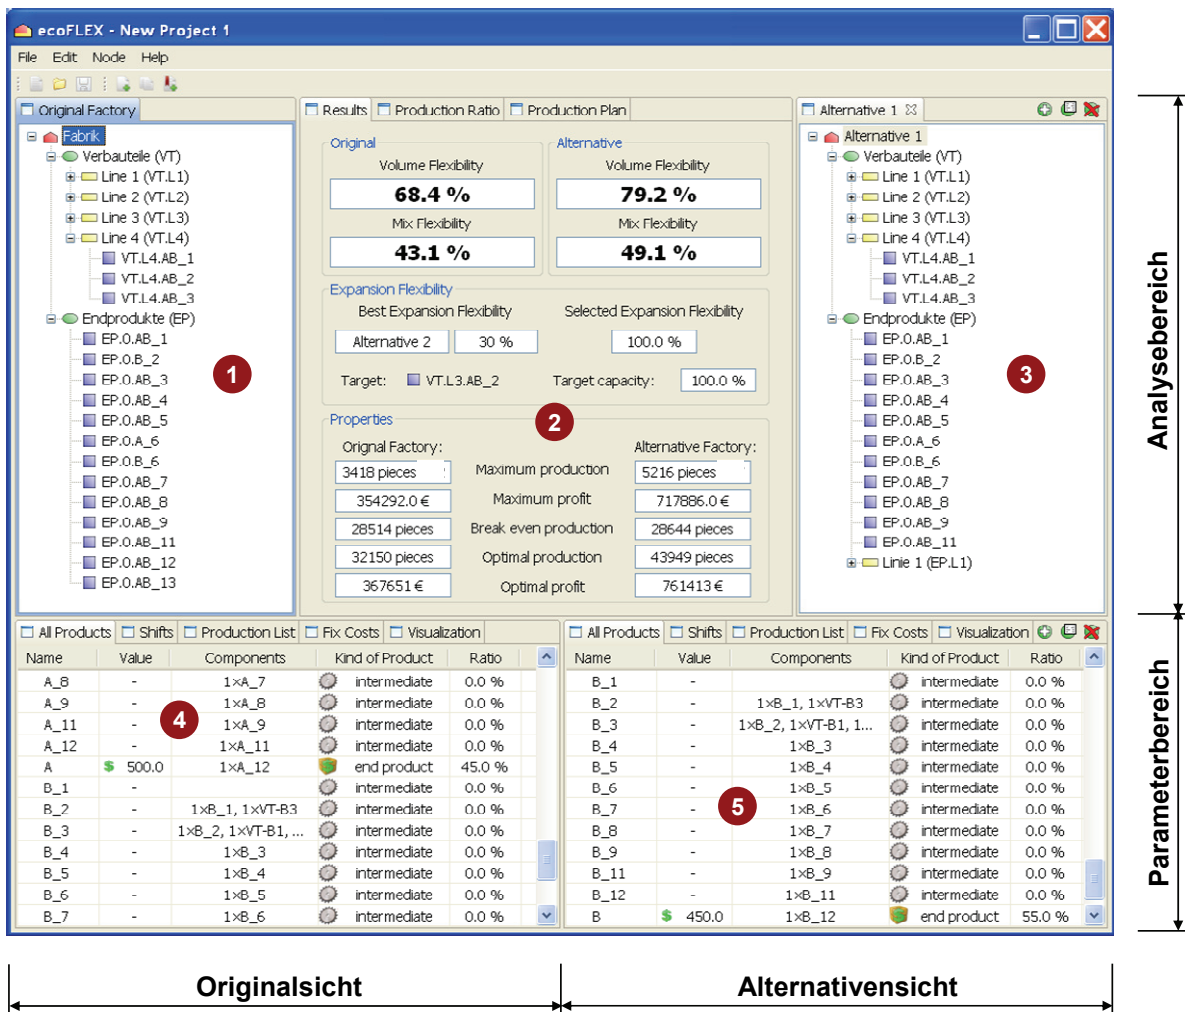 ecoFLEX - New Project 1
File Edit Node Help
Original Factory
Fabrik
Verbauteile (VT)
Line 1 (VT.L1)
Line 2 (VT.L2)
Line 3 (VT.L3)
Line 4 (VT.L4)
VT.L4.AB_1
VT.L4.AB_2
VT.L4.AB_3
Endprodukte (EP)
EP.0.AB_1
EP.0.B_2
EP.0.AB_3
EP.0.AB_4
EP.0.AB_5
EP.0.A_6
EP.0.B_6
EP.0.AB_7
EP.0.AB_8
EP.0.AB_9
EP.0.AB_11
EP.0.AB_12
EP.0.AB_13
1
Results Production Ratio Production Plan
Original Alternative
Volume Flexibility Volume Flexibility
68.4 % 79.2 %
Mix Flexibility Mix Flexibility
43.1 % 49.1 %
Expansion Flexibility
Best Expansion Flexibility Selected Expansion Flexibility
Alternative 2 30 % 100.0 %
Target: VT.L3.AB_2 Target capacity: 100.0 %
2
Properties
Orignal Factory: Alternative Factory:
3418 pieces Maximum production 5216 pieces
354292.0 € Maximum profit 717886.0 €
28514 pieces Break even production 28644 pieces
32150 pieces Optimal production 43949 pieces
367651 € Optimal profit 761413 €
Alternative 1
Alternative 1
Verbauteile (VT)
Line 1 (VT.L1)
Line 2 (VT.L2)
Line 3 (VT.L3)
Line 4 (VT.L4)
VT.L4.AB_1
VT.L4.AB_2
VT.L4.AB_3
Endprodukte (EP)
EP.0.AB_1
EP.0.B_2
EP.0.AB_3
EP.0.AB_4
EP.0.AB_5
EP.0.A_6
EP.0.B_6
EP.0.AB_7
EP.0.AB_8
EP.0.AB_9
EP.0.AB_11
Linie 1 (EP.L1)
3
Analysebereich
All Products Shifts Production List Fix Costs Visualization
Name Value Components Kind of Product Ratio
A_8 - 1×A_7 intermediate 0.0 %
A_9 - 1×A_8 intermediate 0.0 %
A_11 - 1×A_9 intermediate 0.0 %
A_12 - 1×A_11 intermediate 0.0 %
A $ 500.0 1×A_12 end product 45.0 %
B_1 - intermediate 0.0 %
B_2 - 1×B_1, 1×VT-B3 intermediate 0.0 %
B_3 - 1×B_2, 1×VT-B1, ... intermediate 0.0 %
B_4 - 1×B_3 intermediate 0.0 %
B_5 - 1×B_4 intermediate 0.0 %
B_6 - 1×B_5 intermediate 0.0 %
B_7 - 1×B_6 intermediate 0.0 %
4
All Products Shifts Production List Fix Costs Visualization
Name Value Components Kind of Product Ratio
B_1 - intermediate 0.0 %
B_2 - 1×B_1, 1×VT-B3 intermediate 0.0 %
B_3 - 1×B_2, 1×VT-B1, 1... intermediate 0.0 %
B_4 - 1×B_3 intermediate 0.0 %
B_5 - 1×B_4 intermediate 0.0 %
B_6 - 1×B_5 intermediate 0.0 %
B_7 - 1×B_6 intermediate 0.0 %
B_8 - 1×B_7 intermediate 0.0 %
B_9 - 1×B_8 intermediate 0.0 %
B_11 - 1×B_9 intermediate 0.0 %
B_12 - 1×B_11 intermediate 0.0 %
B $ 450.0 1×B_12 end product 55.0 %
5
Parameterbereich
Originalsicht Alternativensicht